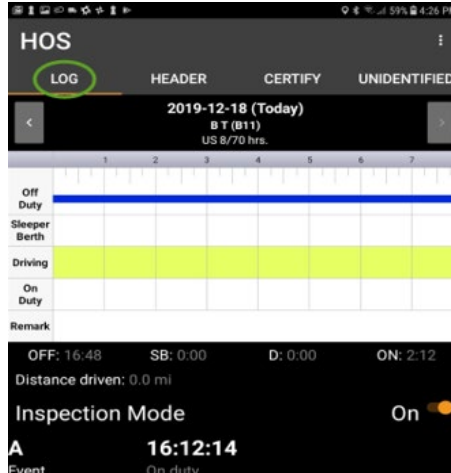 59% 4:26 PM
HOS
LOG HEADER CERTIFY UNIDENTIFIED
2019-12-18 (Today)
B T (B11)
US 8/70 hrs.
1 2 3 4 5 6 7
Off
Duty
Sleeper
Berth
Driving
On
Duty
Remark
OFF: 16:48 SB: 0:00 D: 0:00 ON: 2:12
Distance driven: 0.0 mi
Inspection Mode On
A 16:12:14
Event On duty